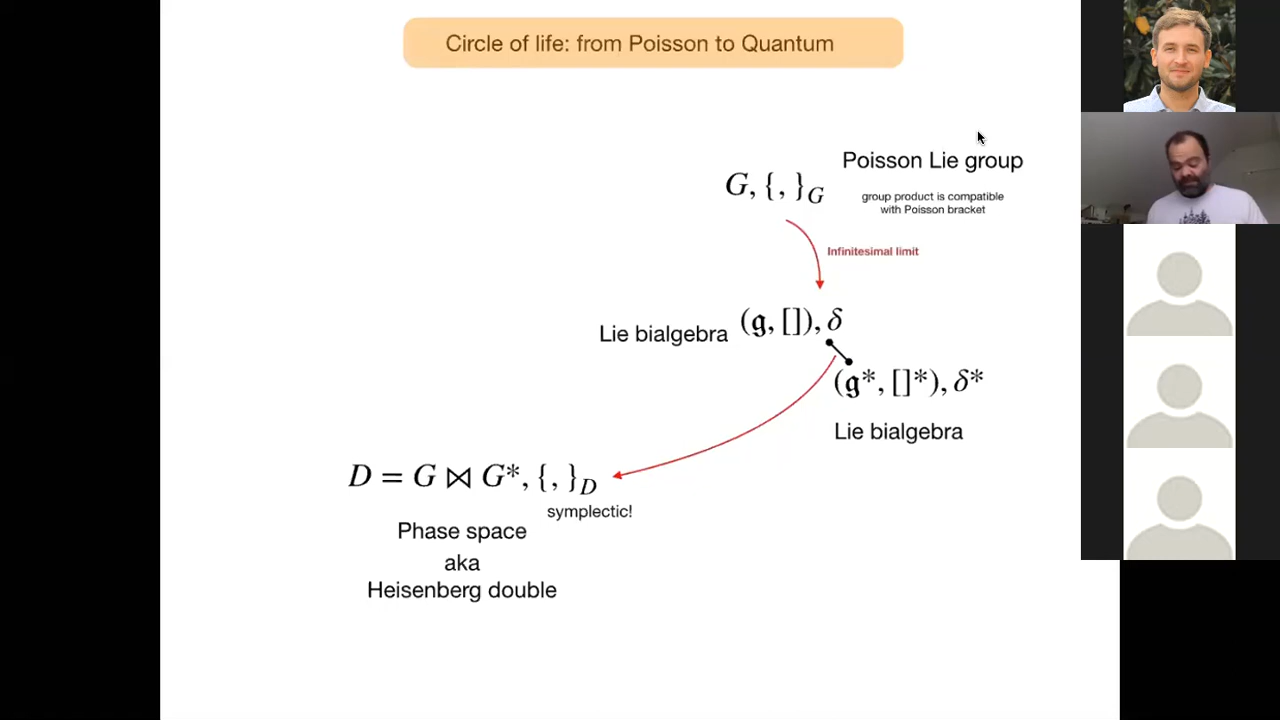 Circle of life: from Poisson to Quantum
Poisson Lie group
G, { , }_G
group product is compatible
with Poisson bracket
Infinitesimal limit
Lie bialgebra (𝔤, []), δ
(𝔤*, []*), δ*
Lie bialgebra
D = G ⋈ G*, { , }_D
symplectic!
Phase space
aka
Heisenberg double